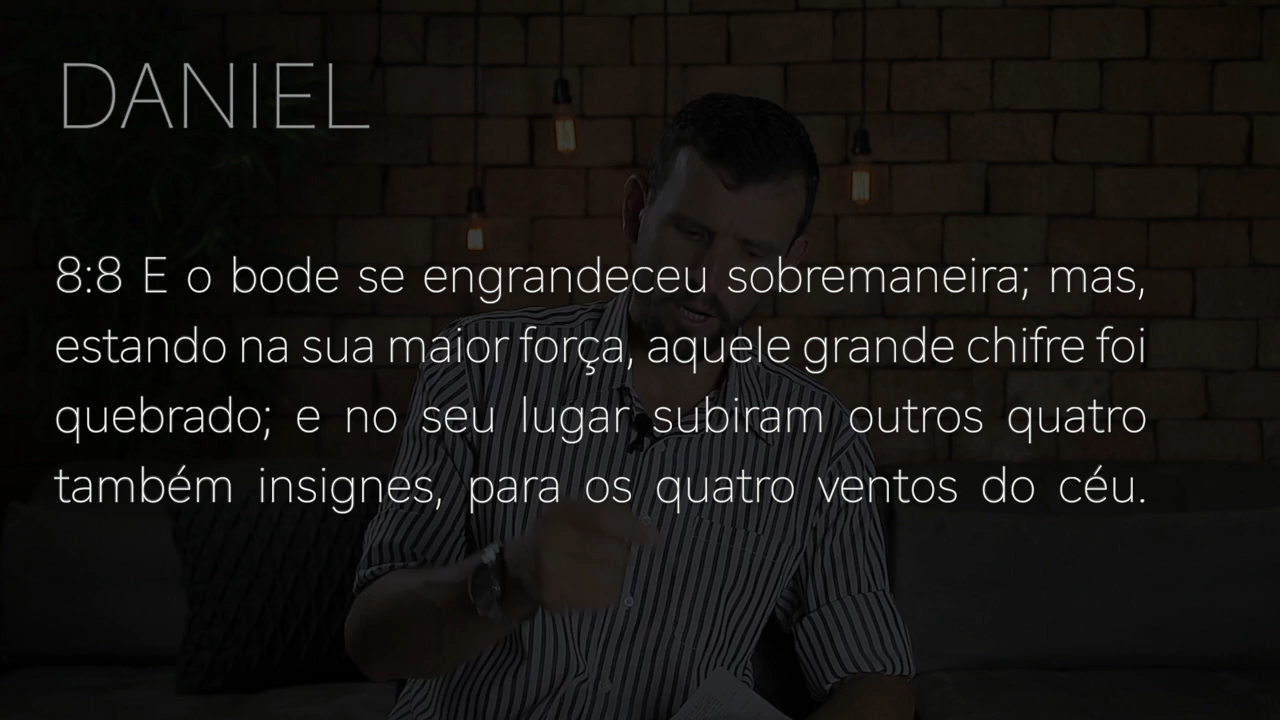 DANIEL
8:8 E o bode se engrandeceu sobremaneira; mas,
estando na sua maior força, aquele grande chifre foi
quebrado; e no seu lugar subiram outros quatro
também insignes, para os quatro ventos do céu.